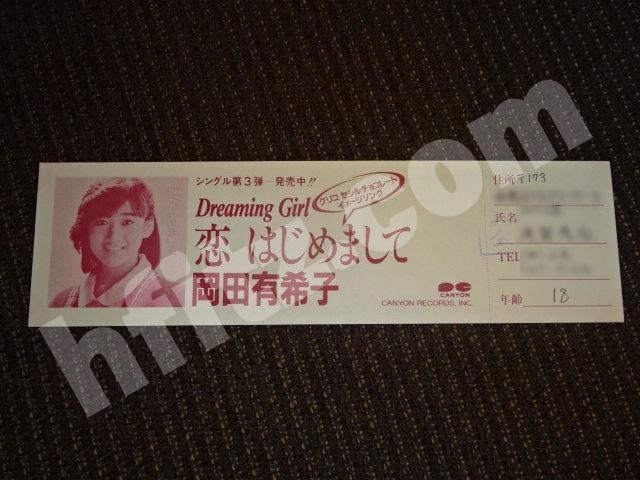 シングル第3弾―発売中!!
グリコ セシルチョコレート
イメージソング
Dreaming Girl
恋 はじめまして
岡田有希子
CANYON
CANYON RECORDS, INC.
住所 〒173
氏名
TEL
年齢 18